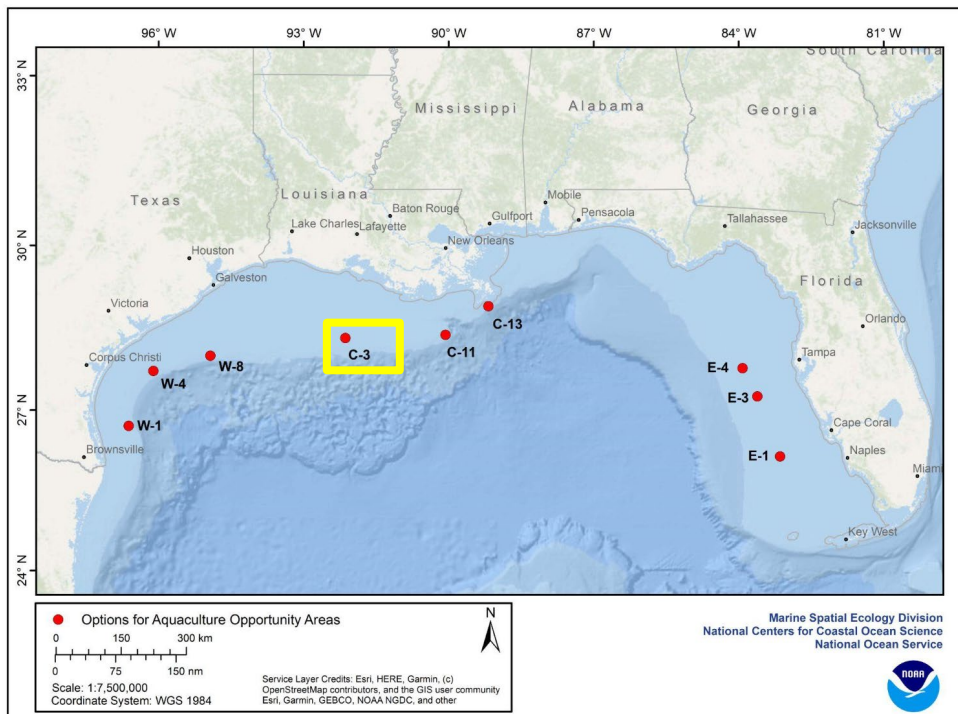 96° W 93° W 90° W 87° W 84° W 81° W
33° N
30° N
27° N
24° N
South Carolina
Mississippi
Alabama
Georgia
Texas
Louisiana
Florida
Mobile
Baton Rouge
Pensacola
Gulfport
Tallahassee
Jacksonville
Lake Charles
Lafayette
New Orleans
Houston
Galveston
Victoria
Orlando
Tampa
Corpus Christi
Cape Coral
Naples
Brownsville
Miami
Key West
C-13
C-3
C-11
W-8
W-4
W-1
E-4
E-3
E-1
Options for Aquaculture Opportunity Areas
0 150 300 km
0 75 150 nm
Scale: 1:7,500,000
Coordinate System: WGS 1984
N
Service Layer Credits: Esri, HERE, Garmin, (c)
OpenStreetMap contributors, and the GIS user community
Esri, Garmin, GEBCO, NOAA NGDC, and other
Marine Spatial Ecology Division
National Centers for Coastal Ocean Science
National Ocean Service
NOAA